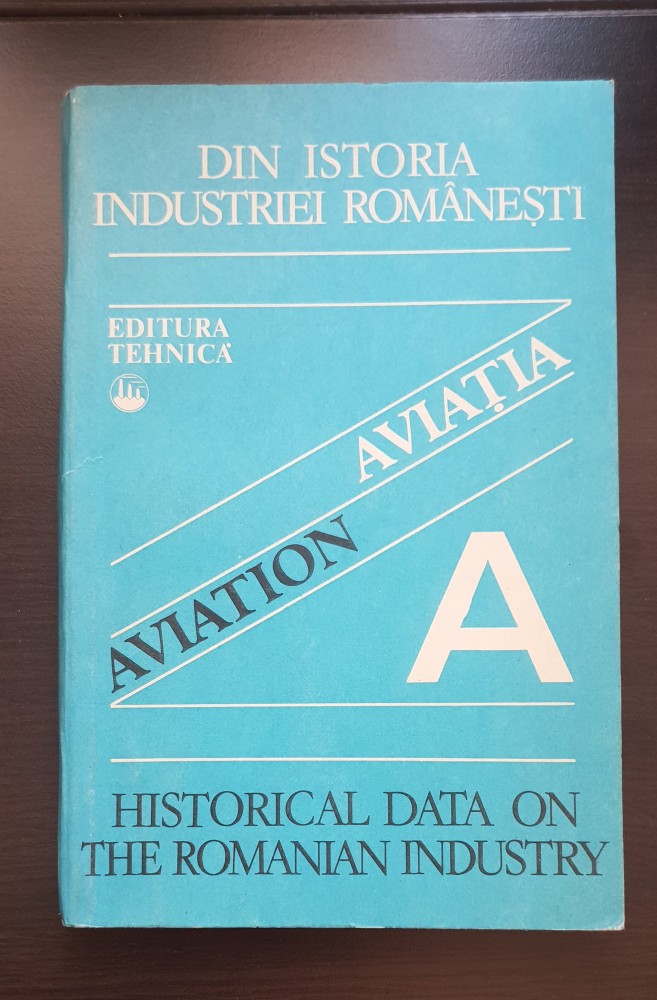 DIN ISTORIA
INDUSTRIEI ROMÂNEȘTI
EDITURA
TEHNICĂ
AVIAȚIA
AVIATION
A
HISTORICAL DATA ON
THE ROMANIAN INDUSTRY